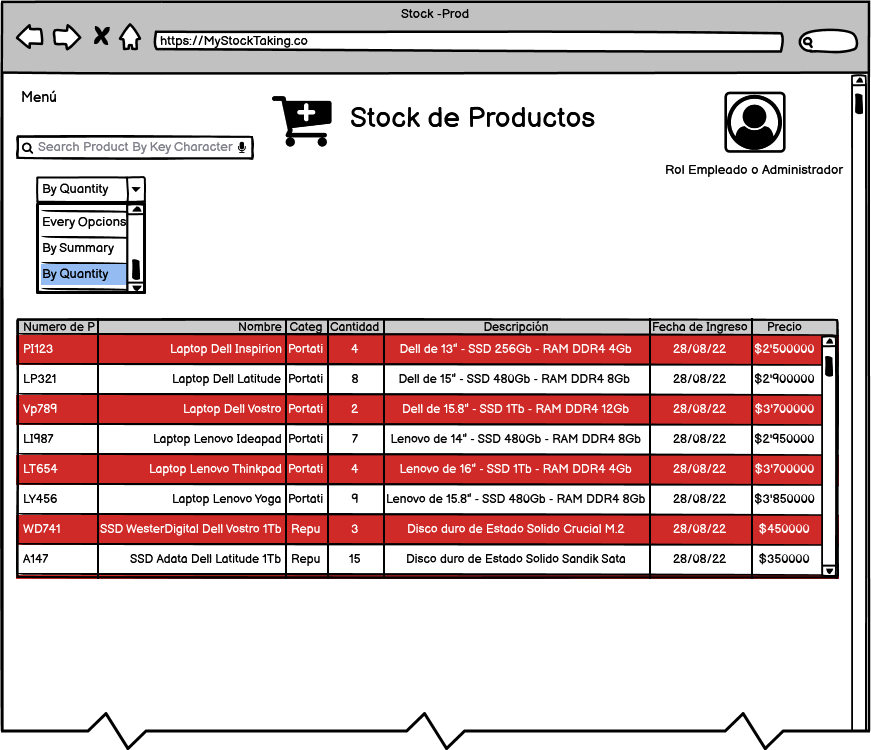 Stock -Prod
https://MyStockTaking.co
Menú
Stock de Productos
Search Product By Key Character
Rol Empleado o Administrador
By Quantity
Every Opcions
By Summary
By Quantity
Numero de P Nombre Categ Cantidad Descripción Fecha de Ingreso Precio
PI123 Laptop Dell Inspirion Portati 4 Dell de 13" - SSD 256Gb - RAM DDR4 4Gb 28/08/22 $2'500000
LP321 Laptop Dell Latitude Portati 8 Dell de 15" - SSD 480Gb - RAM DDR4 8Gb 28/08/22 $2'900000
Vp789 Laptop Dell Vostro Portati 2 Dell de 15.8" - SSD 1Tb - RAM DDR4 12Gb 28/08/22 $3'700000
LI987 Laptop Lenovo Ideapad Portati 7 Lenovo de 14" - SSD 480Gb - RAM DDR4 8Gb 28/08/22 $2'950000
LT654 Laptop Lenovo Thinkpad Portati 4 Lenovo de 16" - SSD 1Tb - RAM DDR4 4Gb 28/08/22 $3'700000
LY456 Laptop Lenovo Yoga Portati 9 Lenovo de 15.8" - SSD 480Gb - RAM DDR4 8Gb 28/08/22 $3'850000
WD741 SSD WesterDigital Dell Vostro 1Tb Repu 3 Disco duro de Estado Solido Crucial M.2 28/08/22 $450000
A147 SSD Adata Dell Latitude 1Tb Repu 15 Disco duro de Estado Solido Sandik Sata 28/08/22 $350000